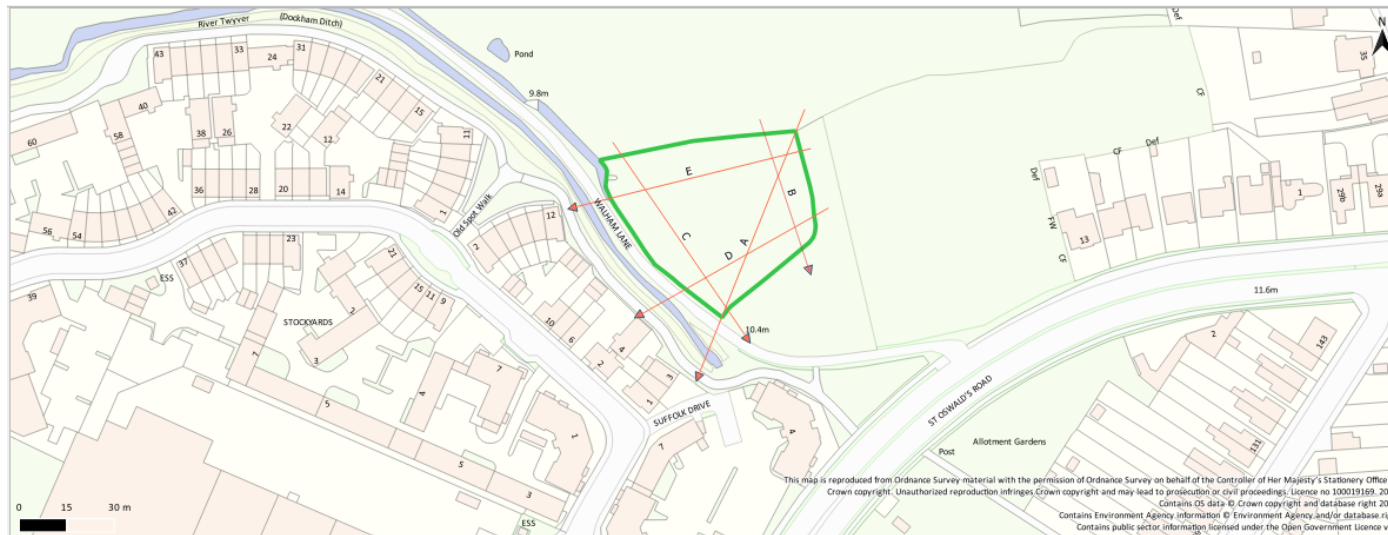 River Twyver
(Dockham Ditch)
Def
N
Pond
43
33
24
31
21
15
11
35
9.8m
CF
40
58
60
38
26
22
12
36
28
20
14
1
42
56
54
E
B
C
A
D
WALHAM LANE
Old Spot Walk
12
2
Def
CF
Def
FW
CF
13
1
29b
29a
23
37
ESS
39
21
15
11
9
2
3
STOCKYARDS
7
5
4
7
1
5
3
ESS
10
6
4
2
3
1
10.4m
11.6m
SUFFOLK DRIVE
7
4
ST OSWALD'S ROAD
2
143
131
Allotment Gardens
Post
0 15 30 m
This map is reproduced from Ordnance Survey material with the permission of Ordnance Survey on behalf of the Controller of Her Majesty's Stationery Office
Crown copyright. Unauthorized reproduction infringes Crown copyright and may lead to prosecution or civil proceedings. Licence no 100019169. 20
Contains OS data © Crown copyright and database right 20
Contains Environment Agency information © Environment Agency and/or database rig
Contains public sector information licensed under the Open Government Licence v